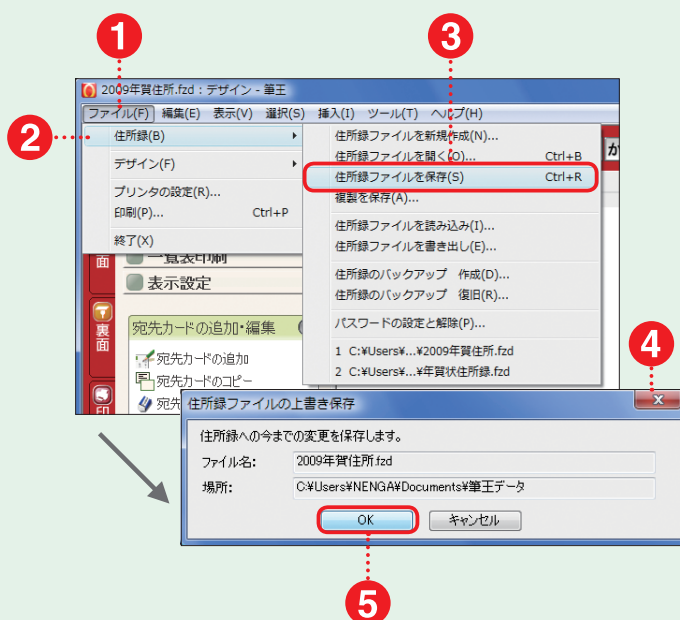 1
3
2009年賀住所.fzd : デザイン - 筆王
ファイル(F) 編集(E) 表示(V) 選択(S) 挿入(I) ツール(T) ヘルプ(H)
2
住所録(B)
デザイン(F)
プリンタの設定(R)...
印刷(P)... Ctrl+P
終了(X)
住所録ファイルを新規作成(N)...
住所録ファイルを開く(O)... Ctrl+B
住所録ファイルを保存(S) Ctrl+R
複製を保存(A)...
住所録ファイルを読み込み(I)...
住所録ファイルを書き出し(E)...
住所録のバックアップ 作成(D)...
住所録のバックアップ 復旧(R)...
パスワードの設定と解除(P)...
1 C:¥Users¥...¥2009年賀住所.fzd
2 C:¥Users¥...¥年賀状住所録.fzd
か
面
一覧表印刷
表示設定
裏面
宛先カードの追加・編集
宛先カードの追加
宛先カードのコピー
宛先
印
4
住所録ファイルの上書き保存
x
住所録への今までの変更を保存します。
ファイル名: 2009年賀住所.fzd
場所: C:¥Users¥NENGA¥Documents¥筆王データ
OK キャンセル
5